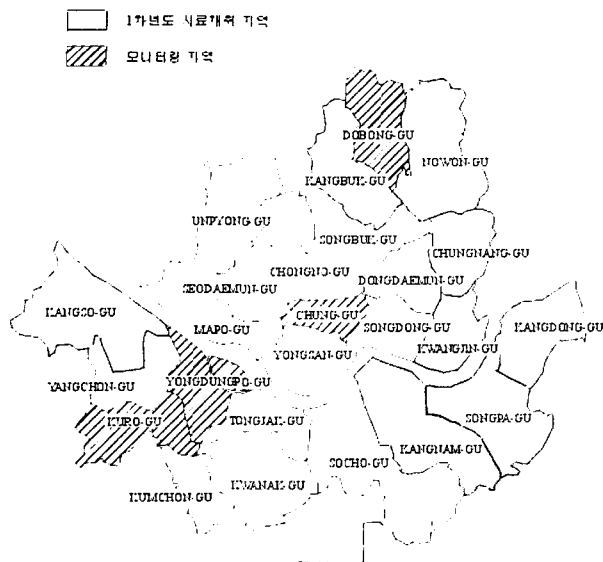 1차년도 시료채취 지역
모니터링 지역
DOBONG-GU
NOWON-GU
KANGBUK-GU
UNPYONG-GU
SONGBUK-GU
CHUNGNANG-GU
CHONGNO-GU
DONGDAEMUN-GU
SEODAEMUN-GU
KANGSO-GU
CHUNG-GU
MAPO-GU
SONGDONG-GU
KANGDONG-GU
KWANGJIN-GU
YONGSAN-GU
YANGCHON-GU
YONGDUNGPO-GU
SONGPA-GU
KURO-GU
TONGJAK-GU
KANGNAM-GU
SOCHO-GU
KWANAK-GU
KUMCHON-GU